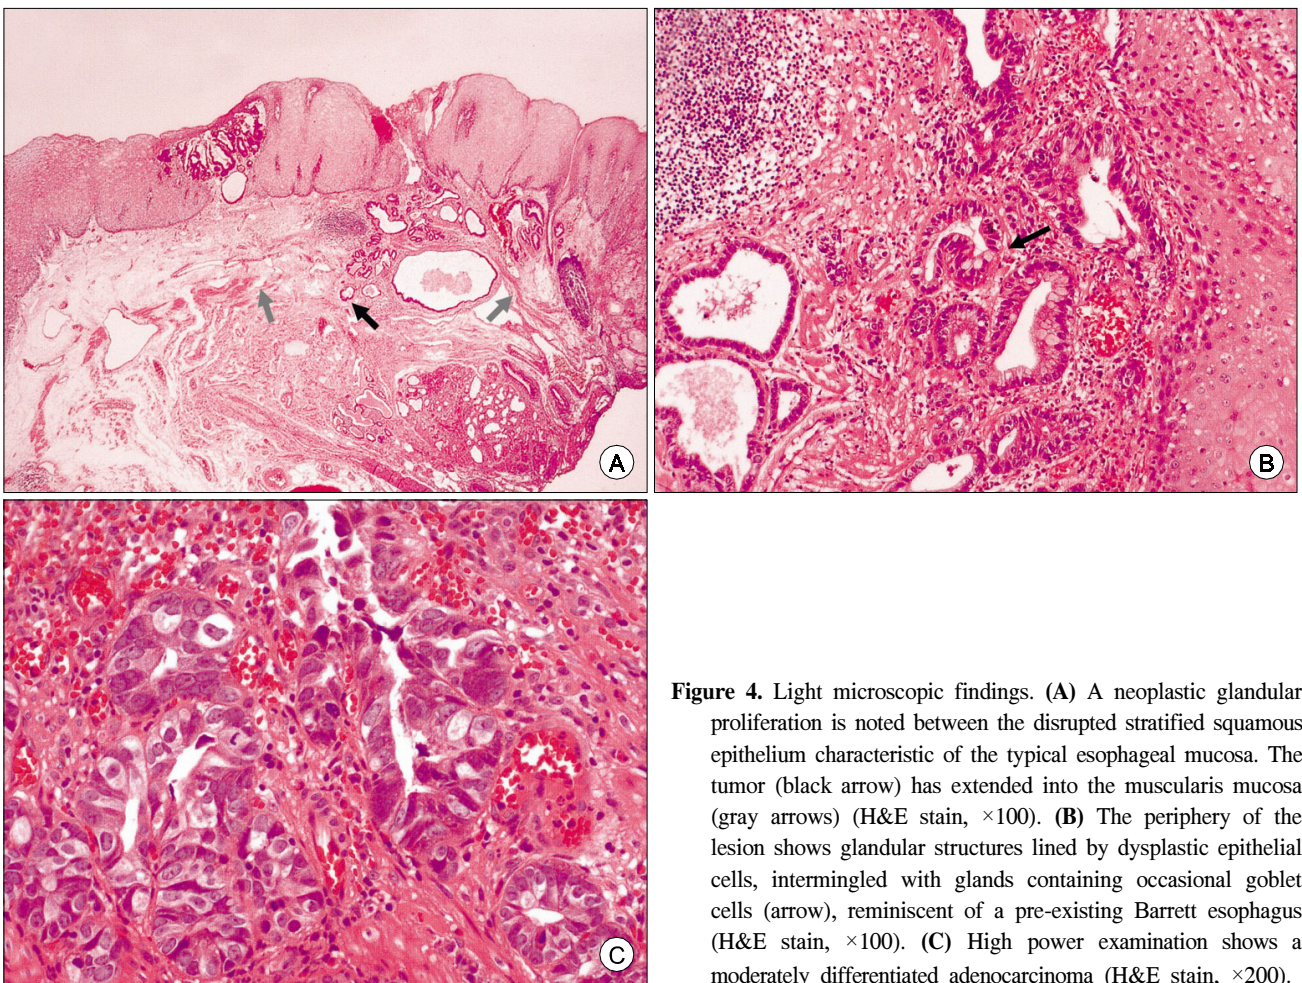 A
B
C
Figure 4. Light microscopic findings. (A) A neoplastic glandular
proliferation is noted between the disrupted stratified squamous
epithelium characteristic of the typical esophageal mucosa. The
tumor (black arrow) has extended into the muscularis mucosa
(gray arrows) (H&E stain, ×100). (B) The periphery of the
lesion shows glandular structures lined by dysplastic epithelial
cells, intermingled with glands containing occasional goblet
cells (arrow), reminiscent of a pre-existing Barrett esophagus
(H&E stain, ×100). (C) High power examination shows a
moderately differentiated adenocarcinoma (H&E stain, ×200).